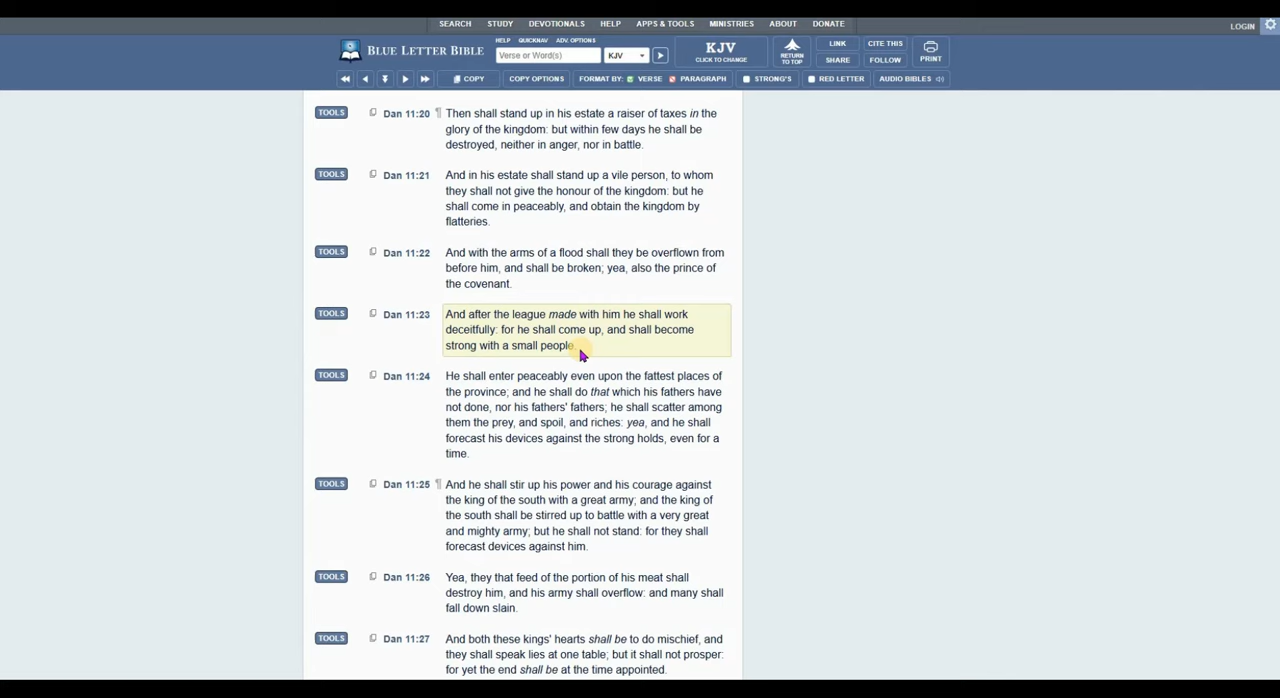 SEARCH STUDY DEVOTIONALS HELP APPS & TOOLS MINISTRIES ABOUT DONATE LOGIN
BLUE LETTER BIBLE
HELP QUICKNAV ADV. OPTIONS
Verse or Word(s) KJV
KJV
CLICK TO CHANGE
RETURN
TO TOP
LINK CITE THIS
SHARE FOLLOW
PRINT
COPY COPY OPTIONS FORMAT BY: VERSE PARAGRAPH STRONG'S RED LETTER AUDIO BIBLES
TOOLS Dan 11:20 ¶ Then shall stand up in his estate a raiser of taxes in the
glory of the kingdom: but within few days he shall be
destroyed, neither in anger, nor in battle.
TOOLS Dan 11:21 And in his estate shall stand up a vile person, to whom
they shall not give the honour of the kingdom: but he
shall come in peaceably, and obtain the kingdom by
flatteries.
TOOLS Dan 11:22 And with the arms of a flood shall they be overflown from
before him, and shall be broken; yea, also the prince of
the covenant.
TOOLS Dan 11:23 And after the league made with him he shall work
deceitfully: for he shall come up, and shall become
strong with a small people.
TOOLS Dan 11:24 He shall enter peaceably even upon the fattest places of
the province; and he shall do that which his fathers have
not done, nor his fathers' fathers; he shall scatter among
them the prey, and spoil, and riches: yea, and he shall
forecast his devices against the strong holds, even for a
time.
TOOLS Dan 11:25 ¶ And he shall stir up his power and his courage against
the king of the south with a great army; and the king of
the south shall be stirred up to battle with a very great
and mighty army; but he shall not stand: for they shall
forecast devices against him.
TOOLS Dan 11:26 Yea, they that feed of the portion of his meat shall
destroy him, and his army shall overflow: and many shall
fall down slain.
TOOLS Dan 11:27 And both these kings' hearts shall be to do mischief, and
they shall speak lies at one table; but it shall not prosper:
for yet the end shall be at the time appointed.